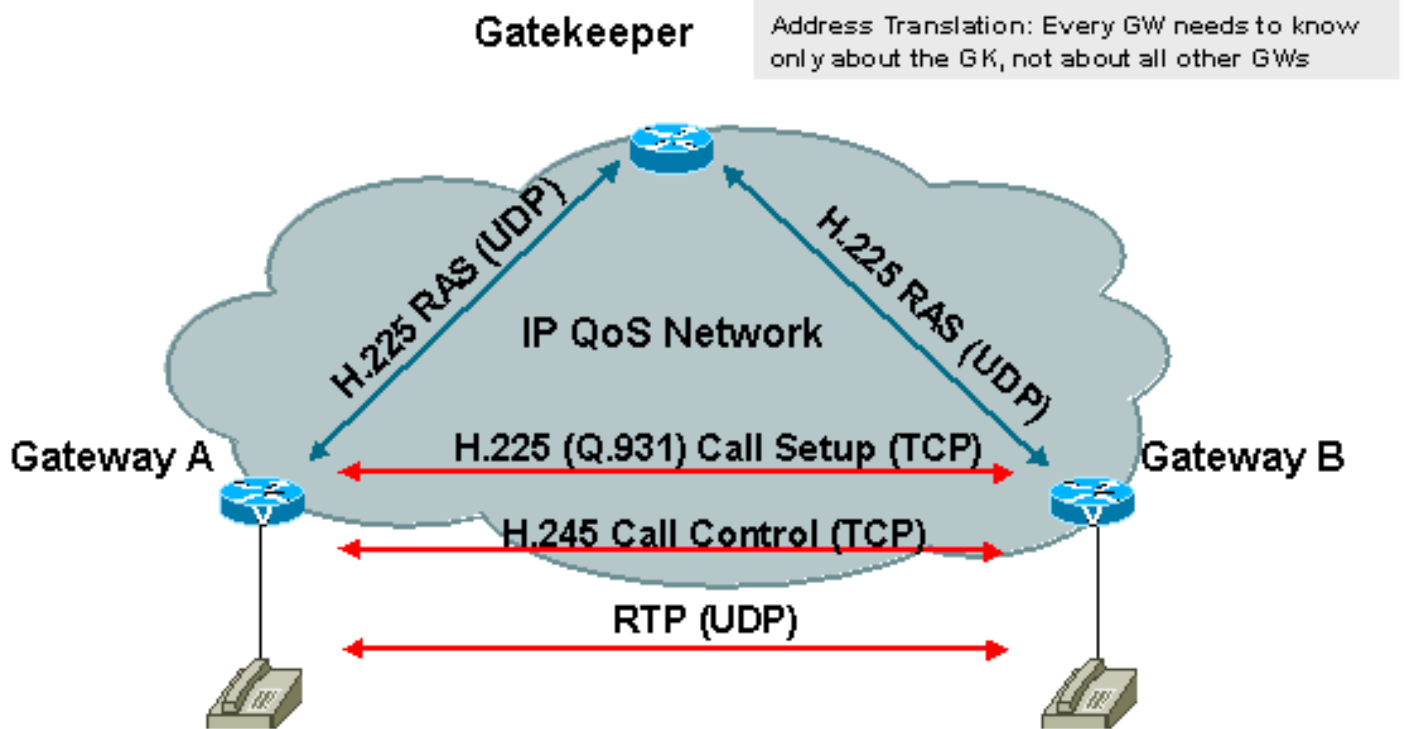 Gatekeeper
Address Translation: Every GW needs to know
only about the GK, not about all other GWs
H.225 RAS (UDP)
H.225 RAS (UDP)
IP QoS Network
Gateway A
H.225 (Q.931) Call Setup (TCP)
Gateway B
V
V
H.245 Call Control (TCP)
RTP (UDP)